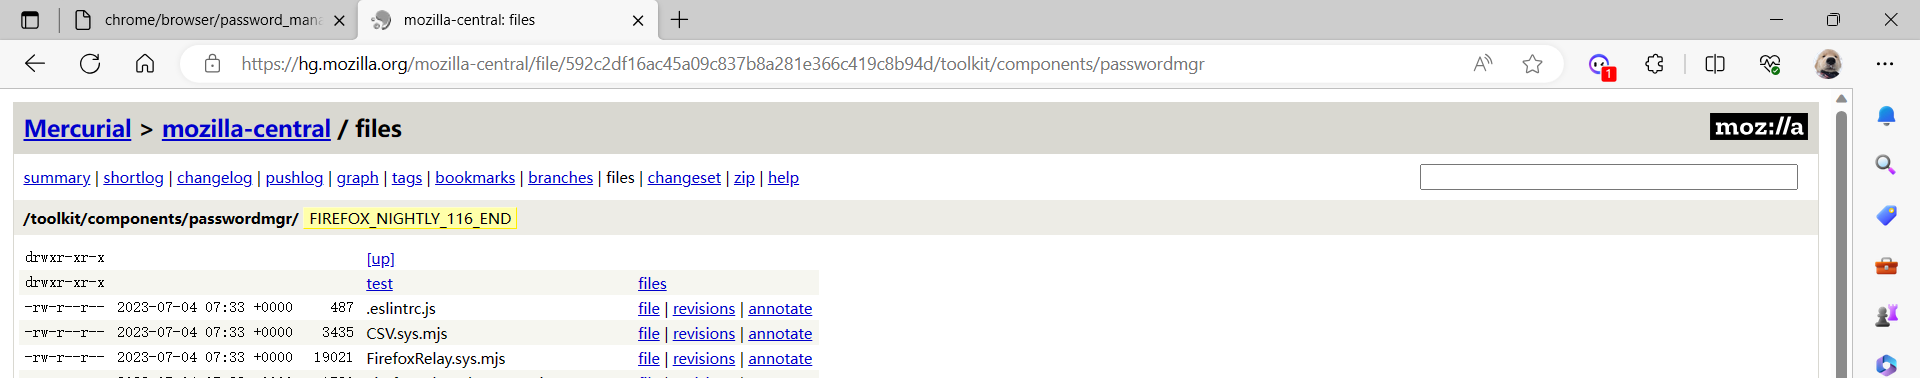 chrome/browser/password_mana
mozilla-central: files
https://hg.mozilla.org/mozilla-central/file/592c2df16ac45a09c837b8a281e366c419c8b94d/toolkit/components/passwordmgr
1
Mercurial > mozilla-central / files
moz://a
summary | shortlog | changelog | pushlog | graph | tags | bookmarks | branches | files | changeset | zip | help
/toolkit/components/passwordmgr/ FIREFOX_NIGHTLY_116_END
drwxr-xr-x [up]
drwxr-xr-x test files
-rw-r--r-- 2023-07-04 07:33 +0000 487 .eslintrc.js file | revisions | annotate
-rw-r--r-- 2023-07-04 07:33 +0000 3435 CSV.sys.mjs file | revisions | annotate
-rw-r--r-- 2023-07-04 07:33 +0000 19021 FirefoxRelay.sys.mjs file | revisions | annotate